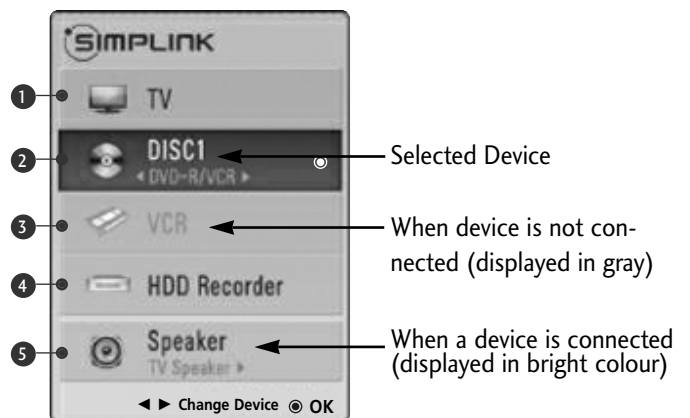 SIMPLINK
1 TV
2 DISC1
◄ DVD-R/VCR ►
Selected Device
3 VCR
When device is not con-
nected (displayed in gray)
4 HDD Recorder
5 Speaker
TV Speaker ►
When a device is connected
(displayed in bright colour)
◄ ► Change Device ◉ OK